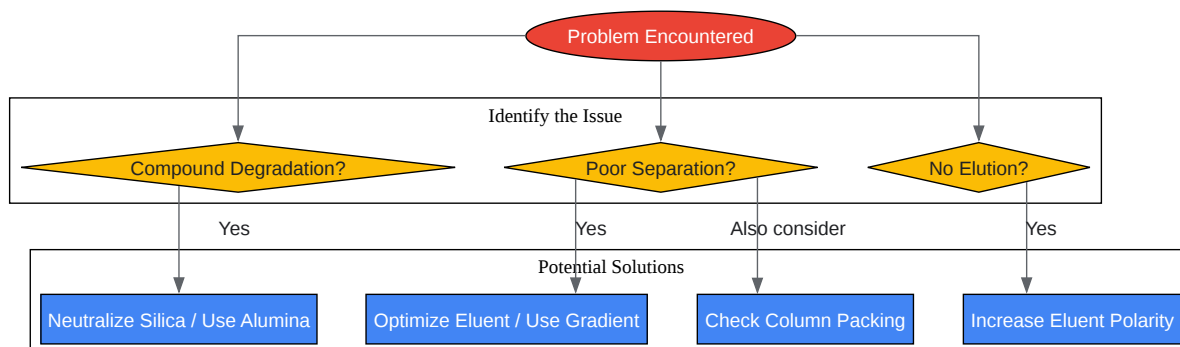 Problem Encountered
Identify the Issue
Compound Degradation?
Poor Separation?
No Elution?
Yes
Yes
Also consider
Yes
Potential Solutions
Neutralize Silica / Use Alumina
Optimize Eluent / Use Gradient
Check Column Packing
Increase Eluent Polarity